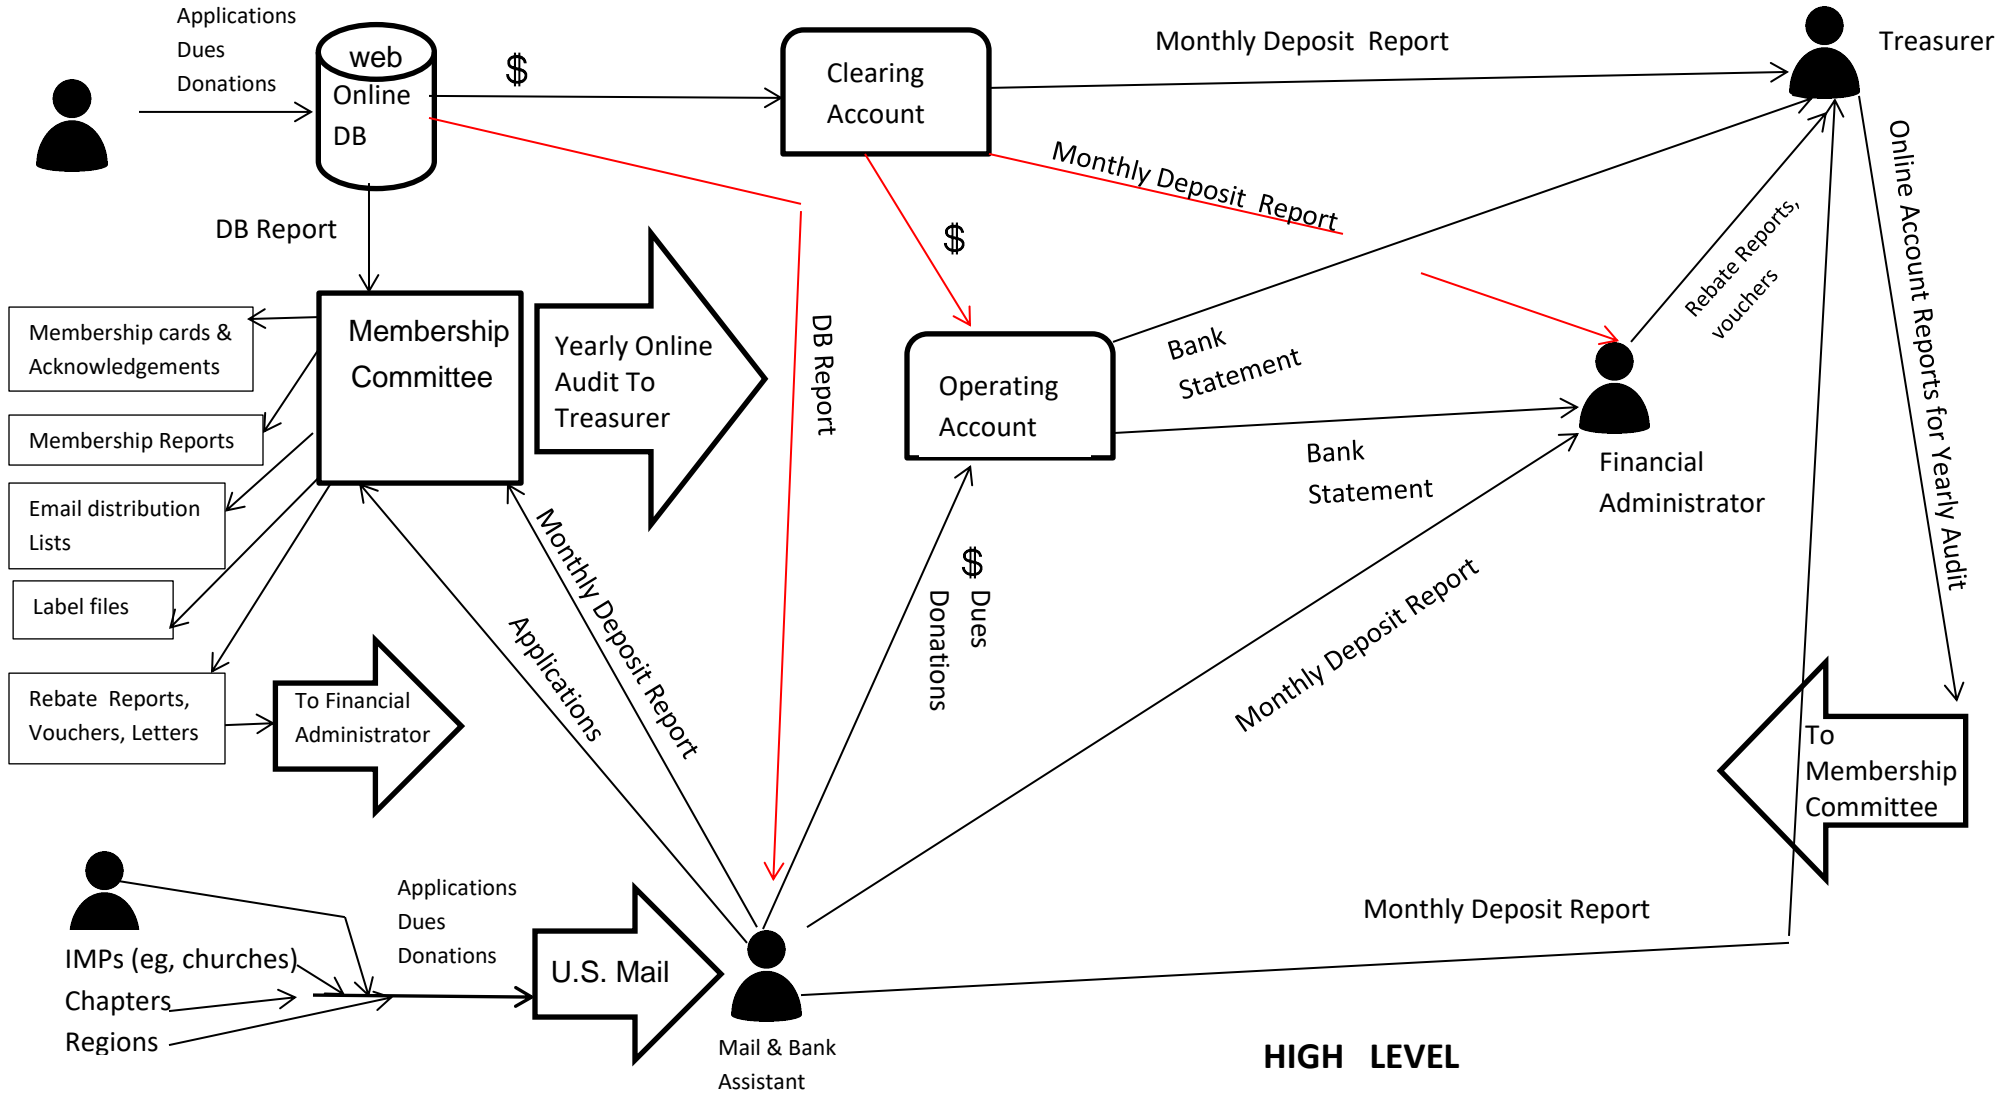 Applications
Dues
Donations
web
Online
DB
$
Clearing
Account
Monthly Deposit Report
Treasurer
Monthly Deposit Report
DB Report
$
Rebate Reports,
vouchers
Online Account Reports for Yearly Audit
Membership cards &
Acknowledgements
Membership
Committee
Yearly Online
Audit To
Treasurer
DB Report
Operating
Account
Bank
Statement
Bank
Statement
Financial
Administrator
Membership Reports
Email distribution
Lists
Label files
Rebate Reports,
Vouchers, Letters
To Financial
Administrator
Applications
Monthly Deposit Report
$ Dues
Donations
Monthly Deposit Report
To
Membership
Committee
Monthly Deposit Report
IMPs (eg, churches)
Chapters
Regions
Applications
Dues
Donations
U.S. Mail
Mail & Bank
Assistant
HIGH LEVEL